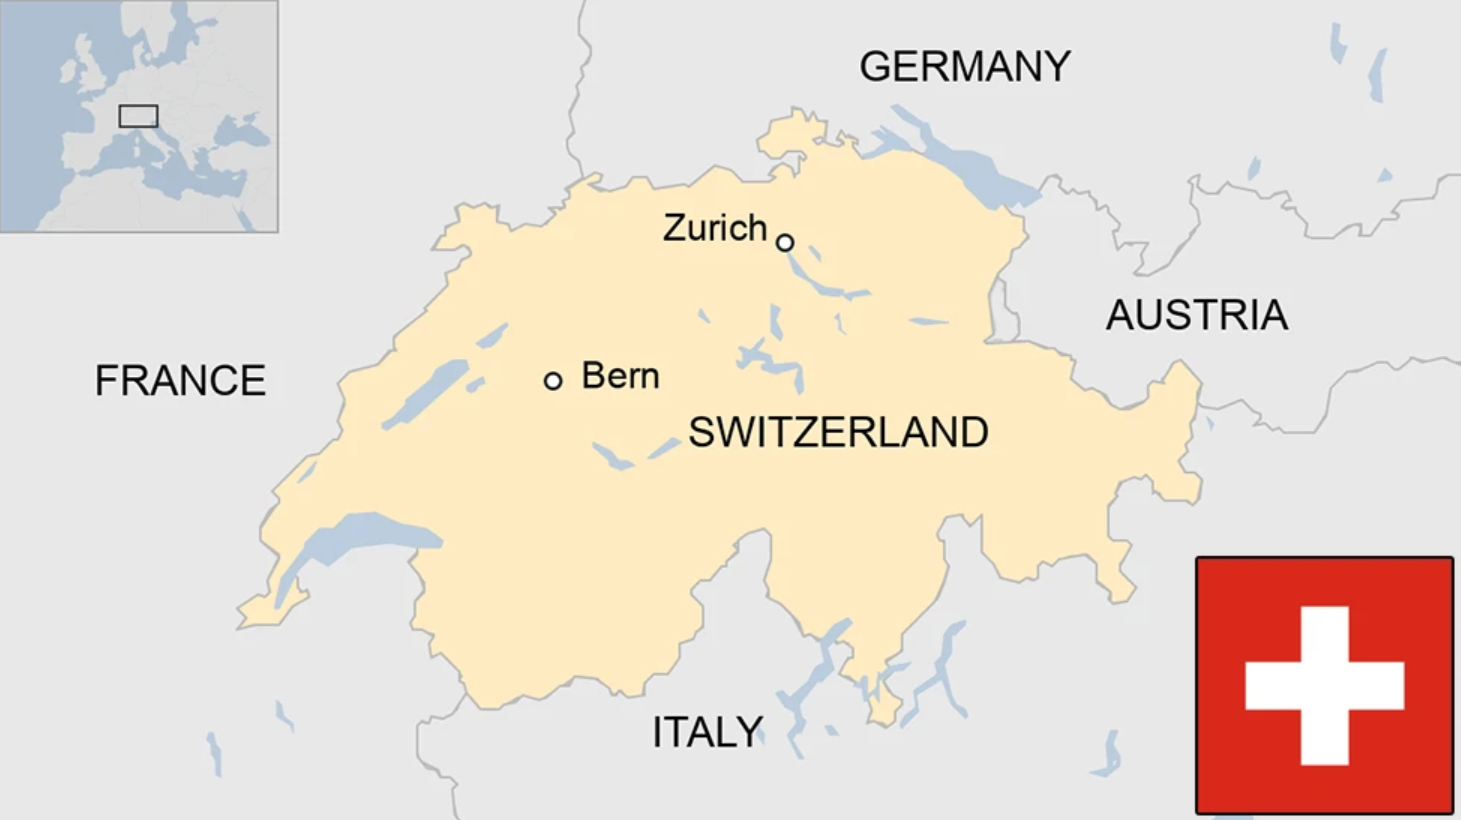 GERMANY
Zurich
AUSTRIA
FRANCE
Bern
SWITZERLAND
ITALY